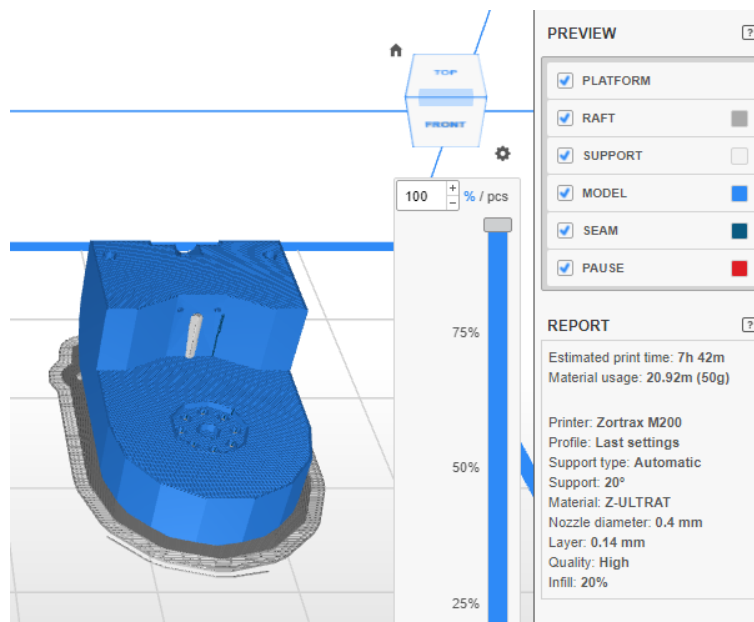 TOP
FRONT
100 + - % / pcs
75%
50%
25%
PREVIEW ?
PLATFORM
RAFT
SUPPORT
MODEL
SEAM
PAUSE
REPORT ?
Estimated print time: 7h 42m
Material usage: 20.92m (50g)
Printer: Zortrax M200
Profile: Last settings
Support type: Automatic
Support: 20º
Material: Z-ULTRAT
Nozzle diameter: 0.4 mm
Layer: 0.14 mm
Quality: High
Infill: 20%